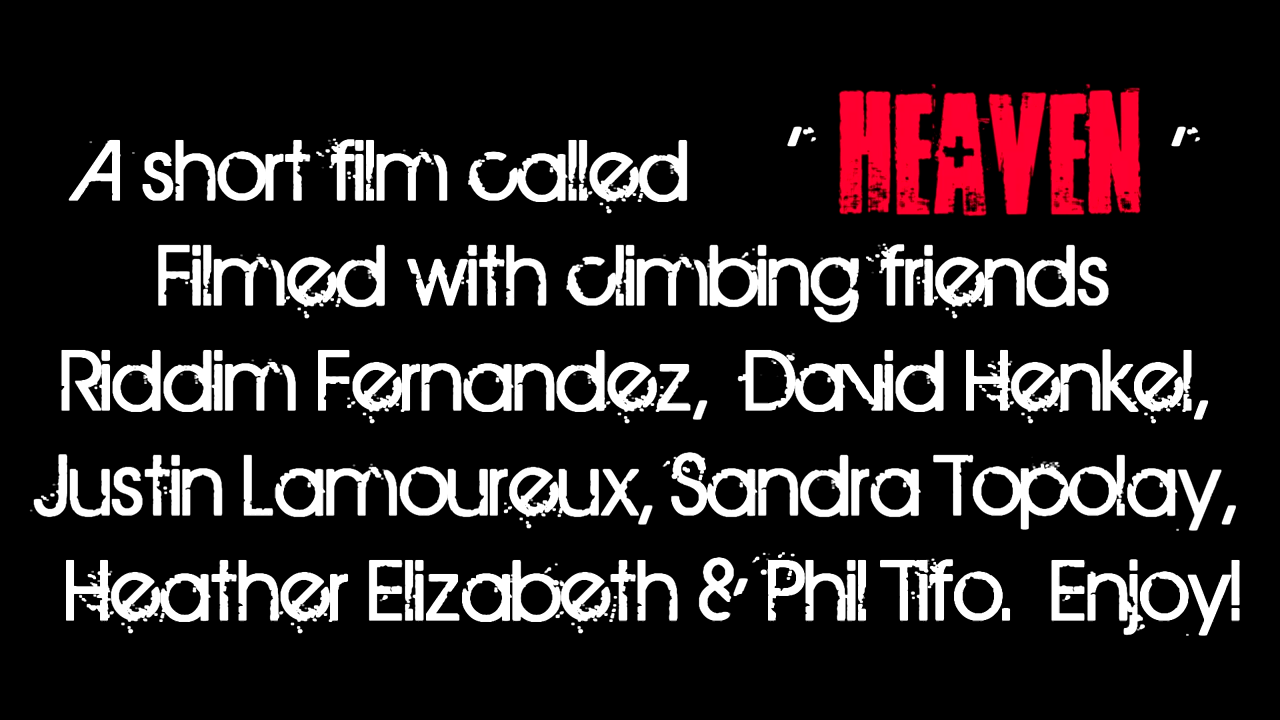 A short film called " HEAVEN "
Filmed with climbing friends
Riddim Fernandez, David Henkel,
Justin Lamoureux, Sandra Topolay,
Heather Elizabeth & Phil Tifo. Enjoy!